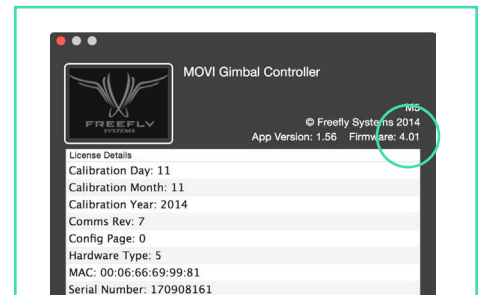 MOVI Gimbal Controller
FREEFLY
SYSTEMS
M5
© Freefly Systems 2014
App Version: 1.56 Firmware: 4.01
License Details
Calibration Day: 11
Calibration Month: 11
Calibration Year: 2014
Comms Rev: 7
Config Page: 0
Hardware Type: 5
MAC: 00:06:66:69:99:81
Serial Number: 170908161